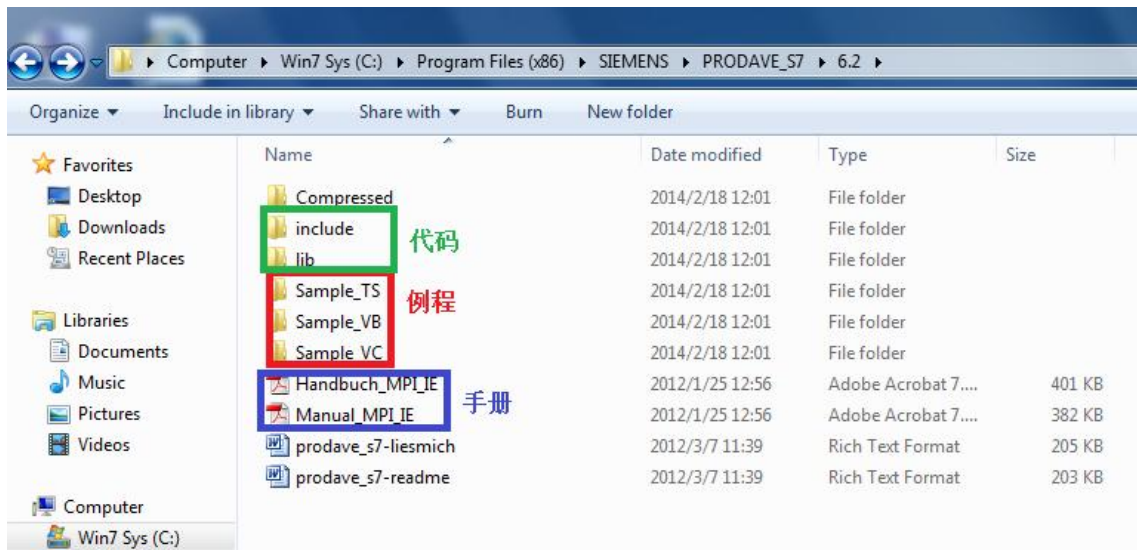 Computer ▸ Win7 Sys (C:) ▸ Program Files (x86) ▸ SIEMENS ▸ PRODAVE_S7 ▸ 6.2 ▸
Organize Include in library Share with Burn New folder
Favorites
Desktop
Downloads
Recent Places
Libraries
Documents
Music
Pictures
Videos
Computer
Win7 Sys (C:)
Name Date modified Type Size
Compressed 2014/2/18 12:01 File folder
include 2014/2/18 12:01 File folder
代码
lib 2014/2/18 12:01 File folder
Sample_TS 2014/2/18 12:01 File folder
例程
Sample_VB 2014/2/18 12:01 File folder
Sample_VC 2014/2/18 12:01 File folder
Handbuch_MPI_IE 2012/1/25 12:56 Adobe Acrobat 7.... 401 KB
手册
Manual_MPI_IE 2012/1/25 12:56 Adobe Acrobat 7.... 382 KB
prodave_s7-liesmich 2012/3/7 11:39 Rich Text Format 205 KB
prodave_s7-readme 2012/3/7 11:39 Rich Text Format 203 KB